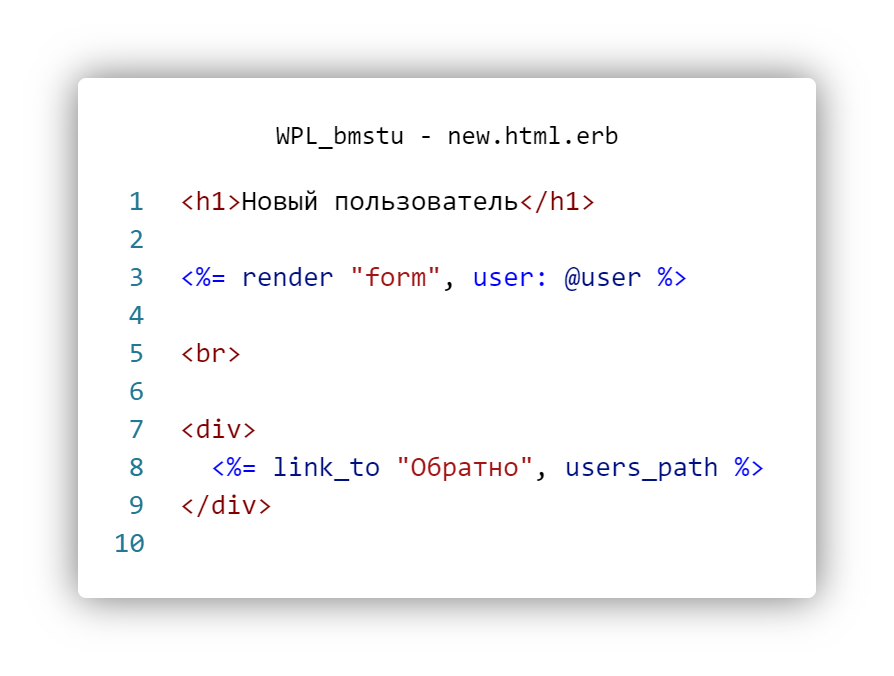 WPL_bmstu - new.html.erb
1 <h1>Новый пользователь</h1>
2
3 <%= render "form", user: @user %>
4
5 <br>
6
7 <div>
8   <%= link_to "Обратно", users_path %>
9 </div>
10